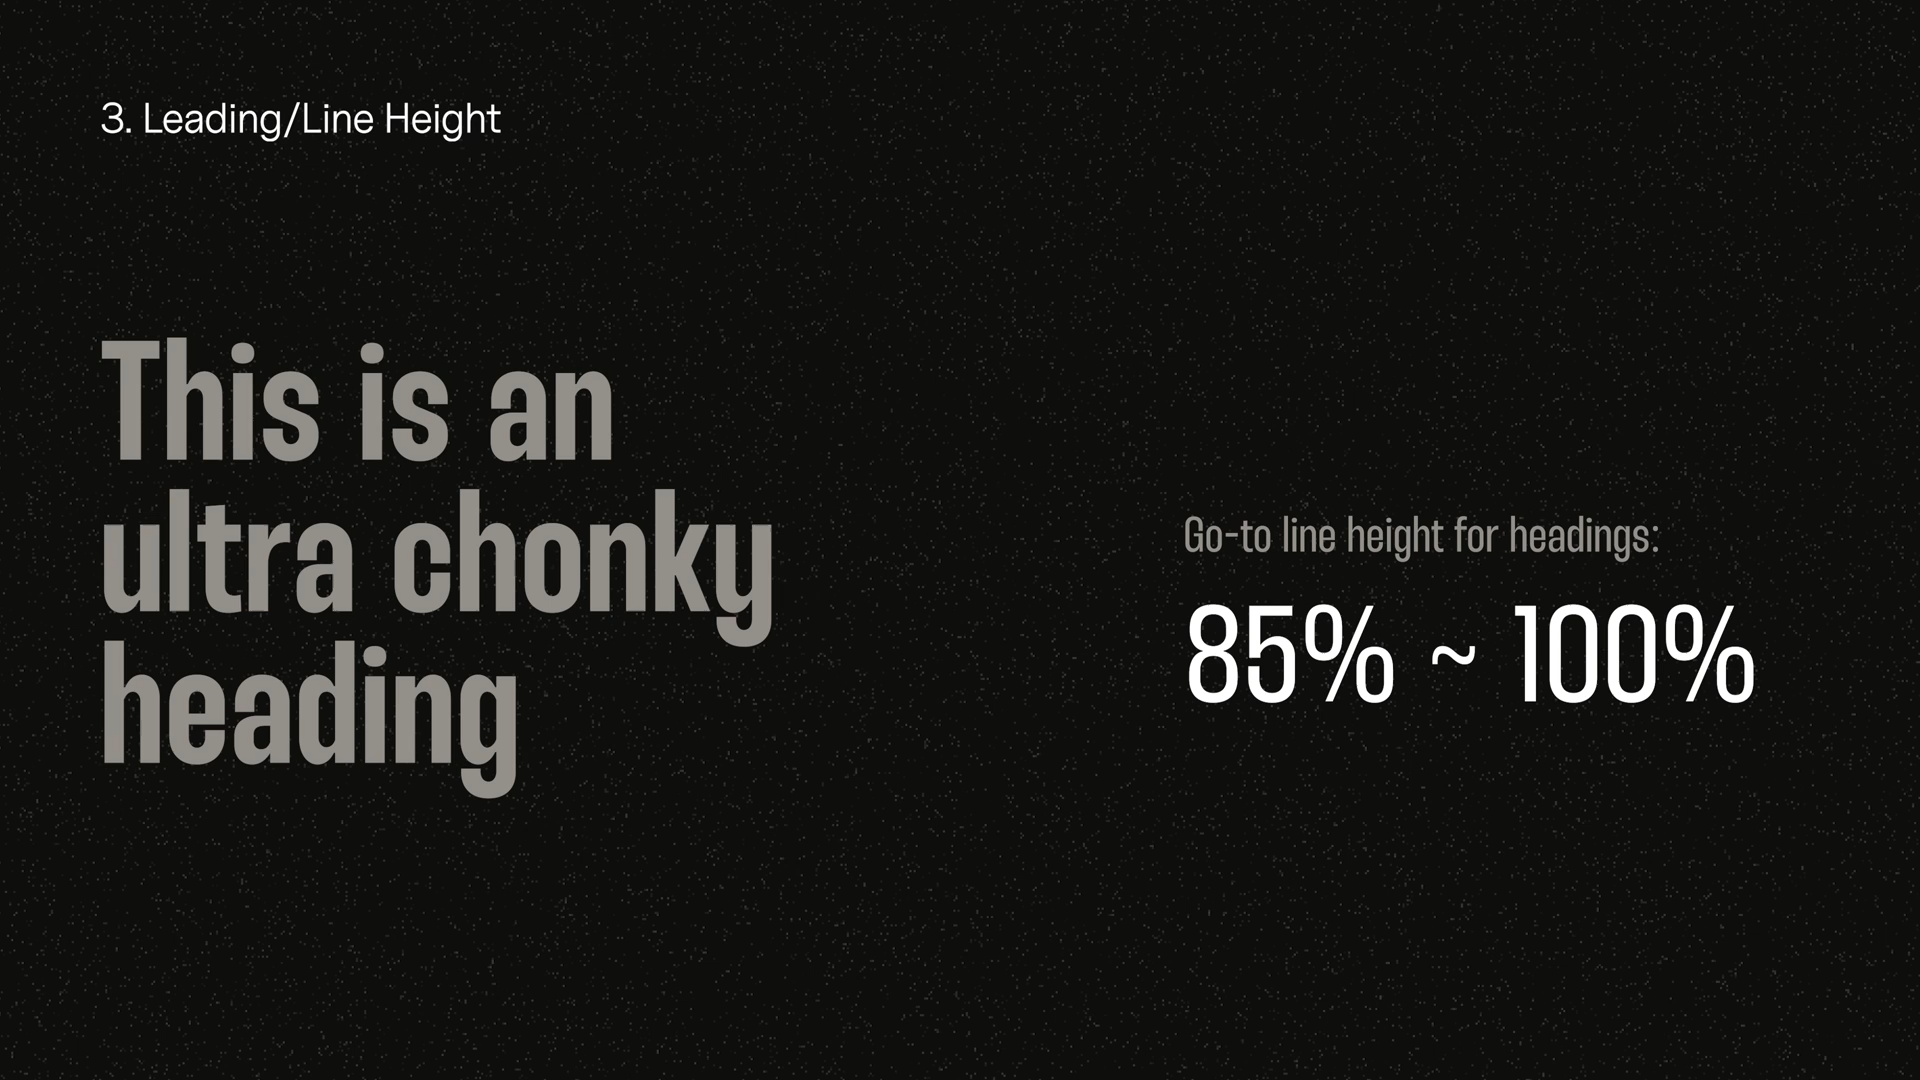 3. Leading/Line Height
This is an
ultra chonky
heading
Go-to line height for headings:
85% ~ 100%